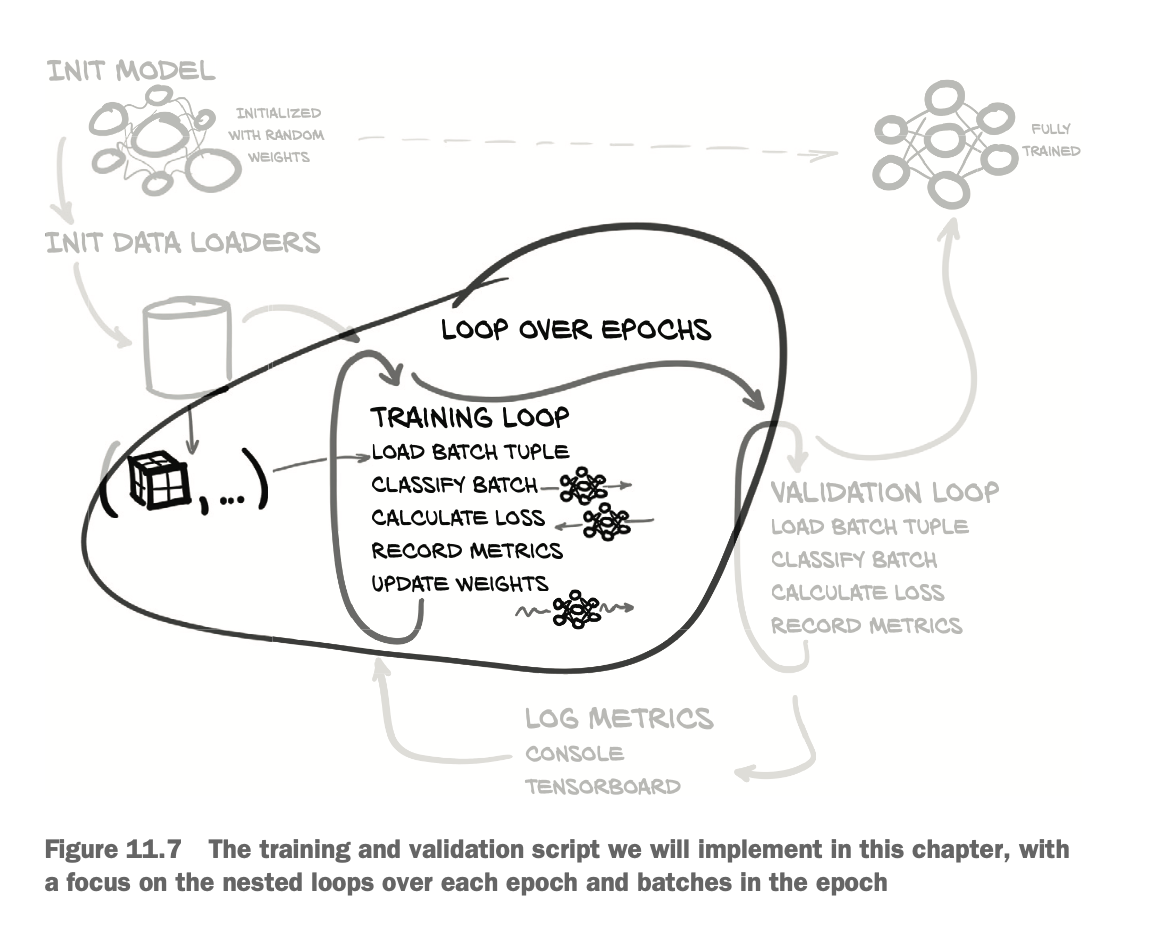 INIT MODEL
INITIALIZED
WITH RANDOM
WEIGHTS
FULLY
TRAINED
INIT DATA LOADERS
LOOP OVER EPOCHS
( , ... )
TRAINING LOOP
LOAD BATCH TUPLE
CLASSIFY BATCH
CALCULATE LOSS
RECORD METRICS
UPDATE WEIGHTS
VALIDATION LOOP
LOAD BATCH TUPLE
CLASSIFY BATCH
CALCULATE LOSS
RECORD METRICS
LOG METRICS
CONSOLE
TENSORBOARD
Figure 11.7 The training and validation script we will implement in this chapter, with
a focus on the nested loops over each epoch and batches in the epoch